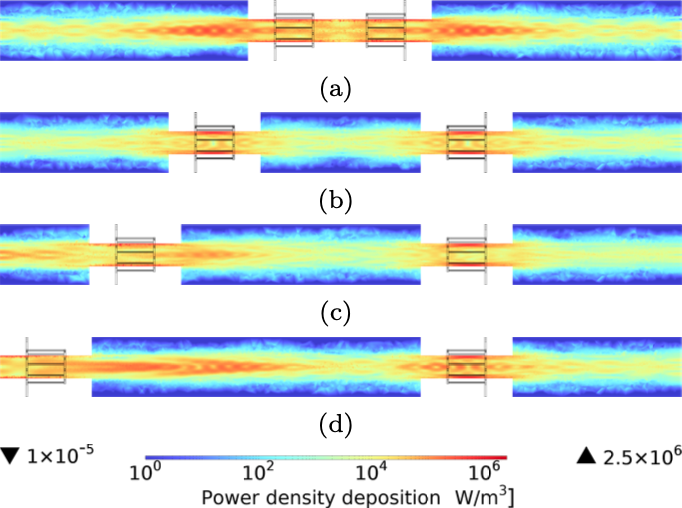 (a)
(b)
(c)
(d)
▼ 1×10⁻⁵
▲ 2.5×10⁶
10⁰ 10² 10⁴ 10⁶
Power density deposition W/m³]